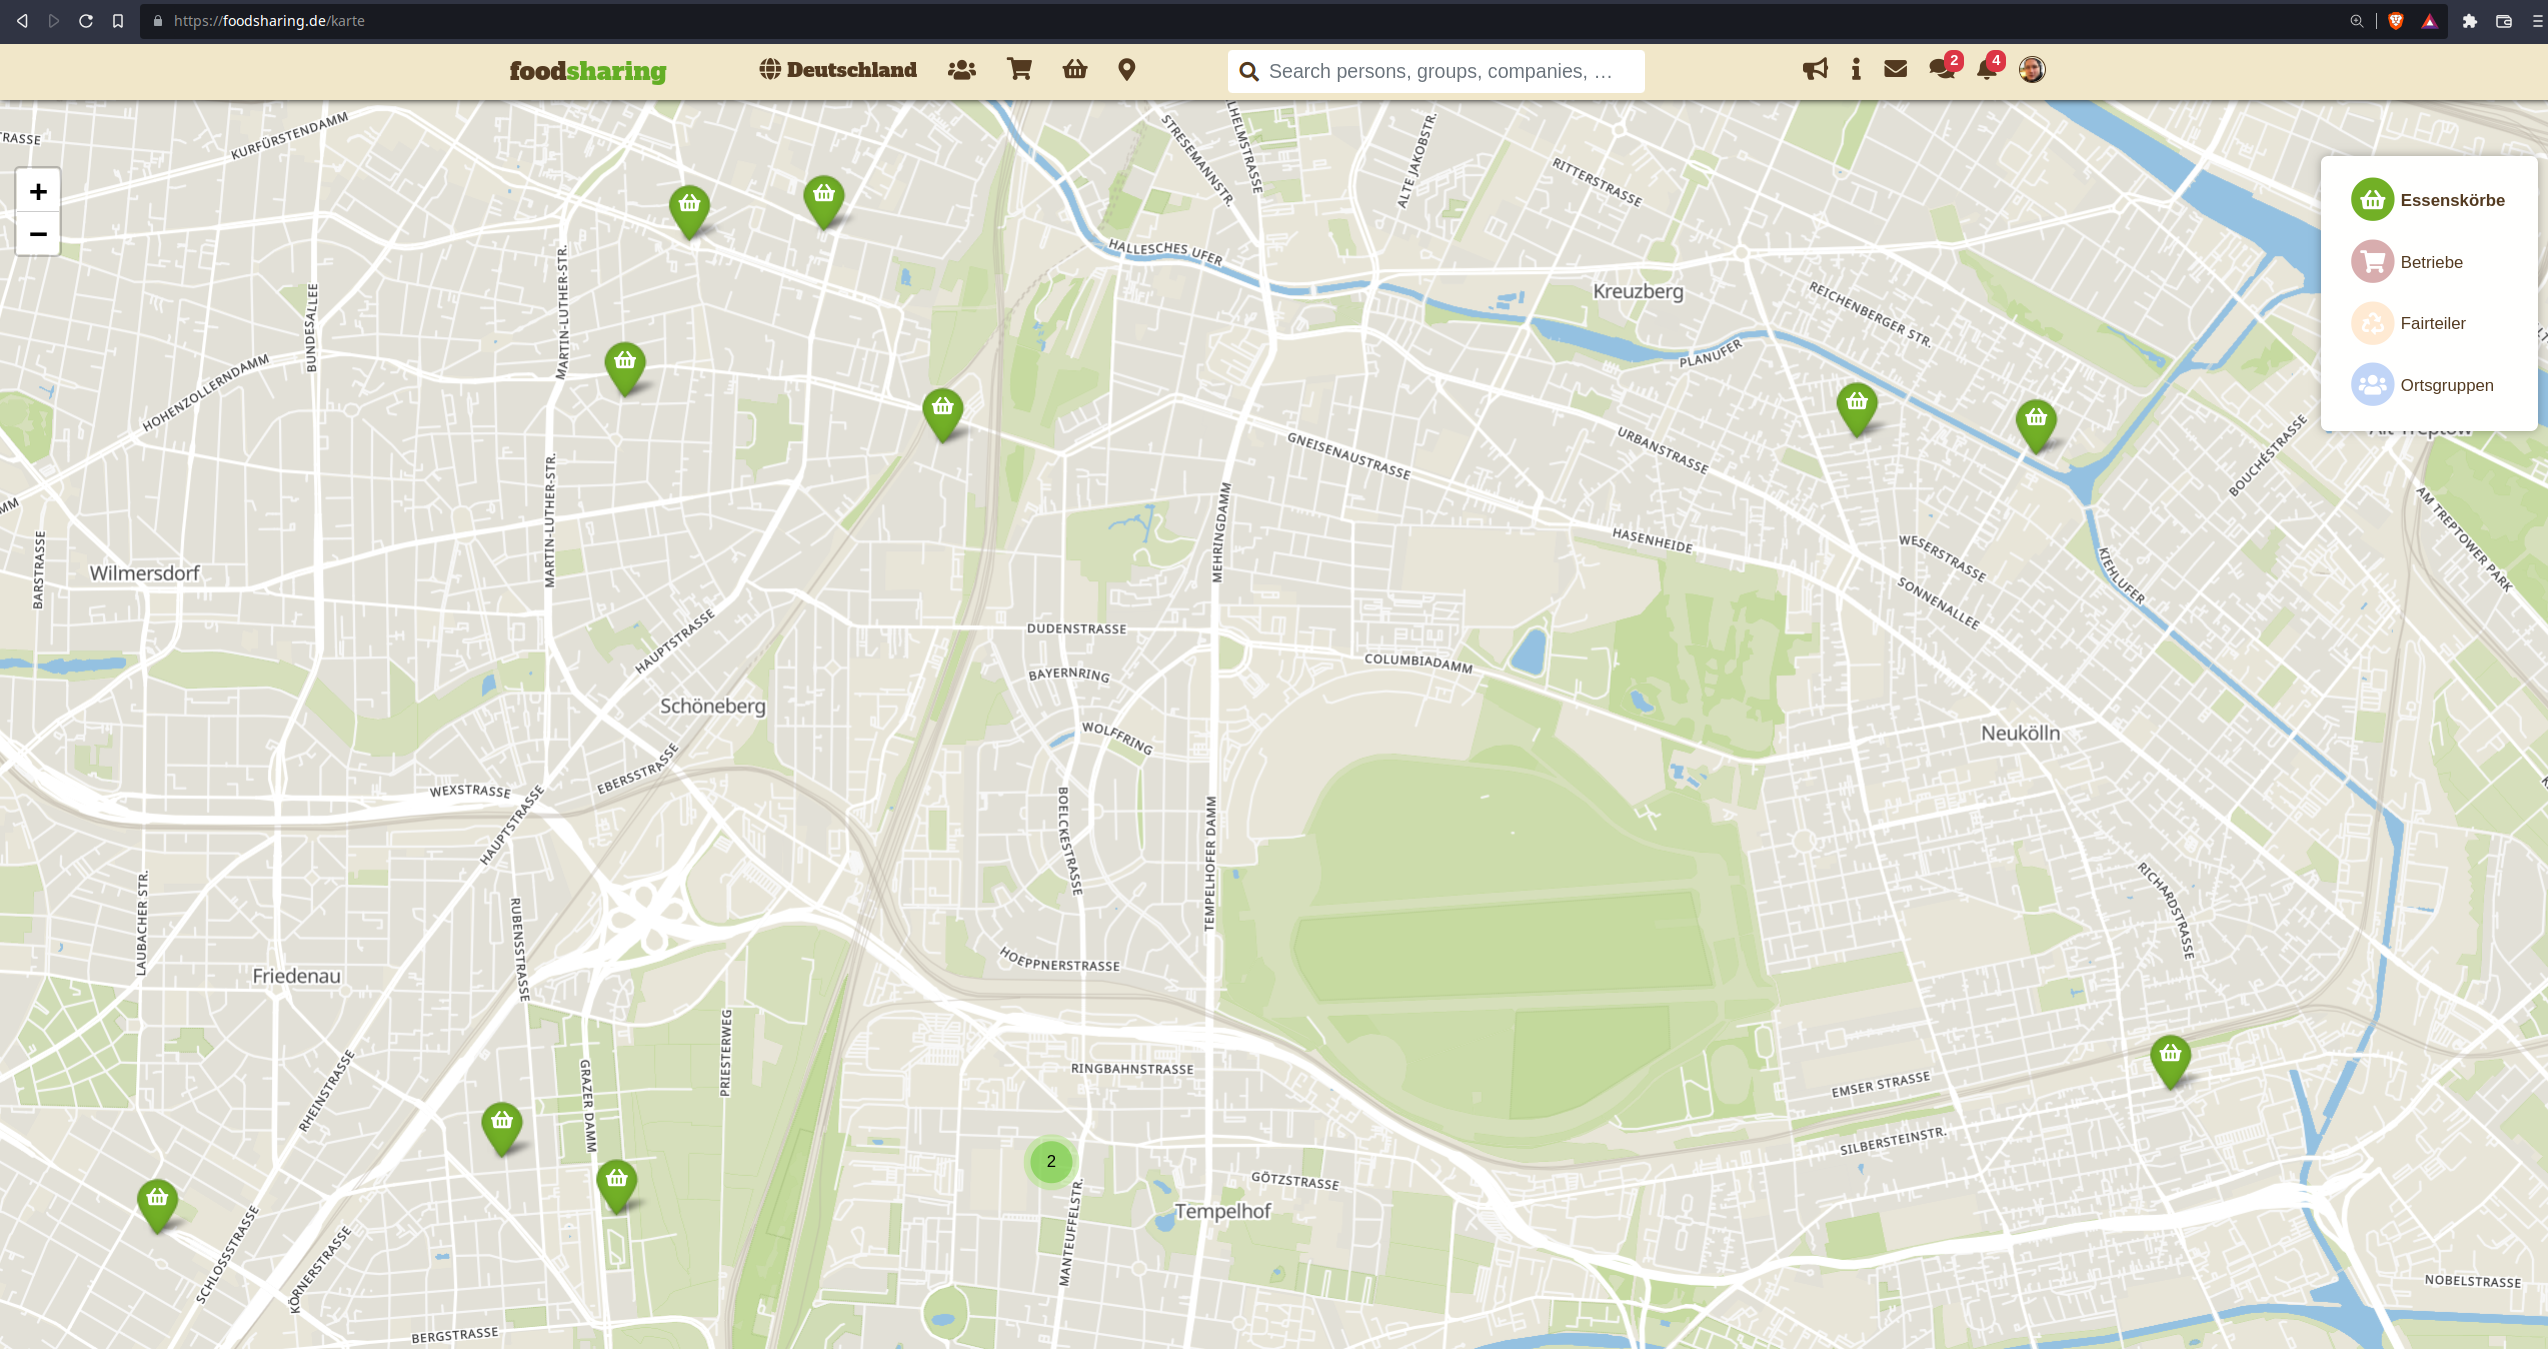 https://foodsharing.de/karte
foodsharing
Deutschland
Search persons, groups, companies, …
2
4
KURFÜRSTENDAMM
STRESEMANNSTR.
ALTE JAKOBSTR.
RITTERSTRASSE
+
−
Essenskörbe
Betriebe
Fairteiler
Ortsgruppen
HALLESCHES UFER
Kreuzberg
REICHENBERGER STR.
PLANUFER
BUNDESALLEE
MARTIN-LUTHER-STR.
HOHENZOLLERNDAMM
GNEISENAUSTRASSE
URBANSTRASSE
BOUCHÉSTRASSE
MARTIN-LUTHER-STR.
MEHRINGDAMM
HASENHEIDE
WESERSTRASSE
SONNENALLEE
KIEHLUFER
AM TREPTOWER PARK
BARSTRASSE
Wilmersdorf
HAUPTSTRASSE
DUDENSTRASSE
BAYERNRING
COLUMBIADAMM
Schöneberg
WOLFFRING
Neukölln
EBERSSTRASSE
WEXSTRASSE
HAUPTSTRASSE
BOELCKESTRASSE
TEMPELHOFER DAMM
RICHARDSTRASSE
LAUBACHER STR.
RUBENSSTRASSE
HOEPPNERSTRASSE
Friedenau
PRIESTERWEG
RHEINSTRASSE
GRAZER DAMM
RINGBAHNSTRASSE
EMSER STRASSE
SILBERSTEINSTR.
2
GÖTZSTRASSE
Tempelhof
MANTEUFFELSTR.
SCHLOSSSTRASSE
KÖRNERSTRASSE
NOBELSTRASSE
BERGSTRASSE